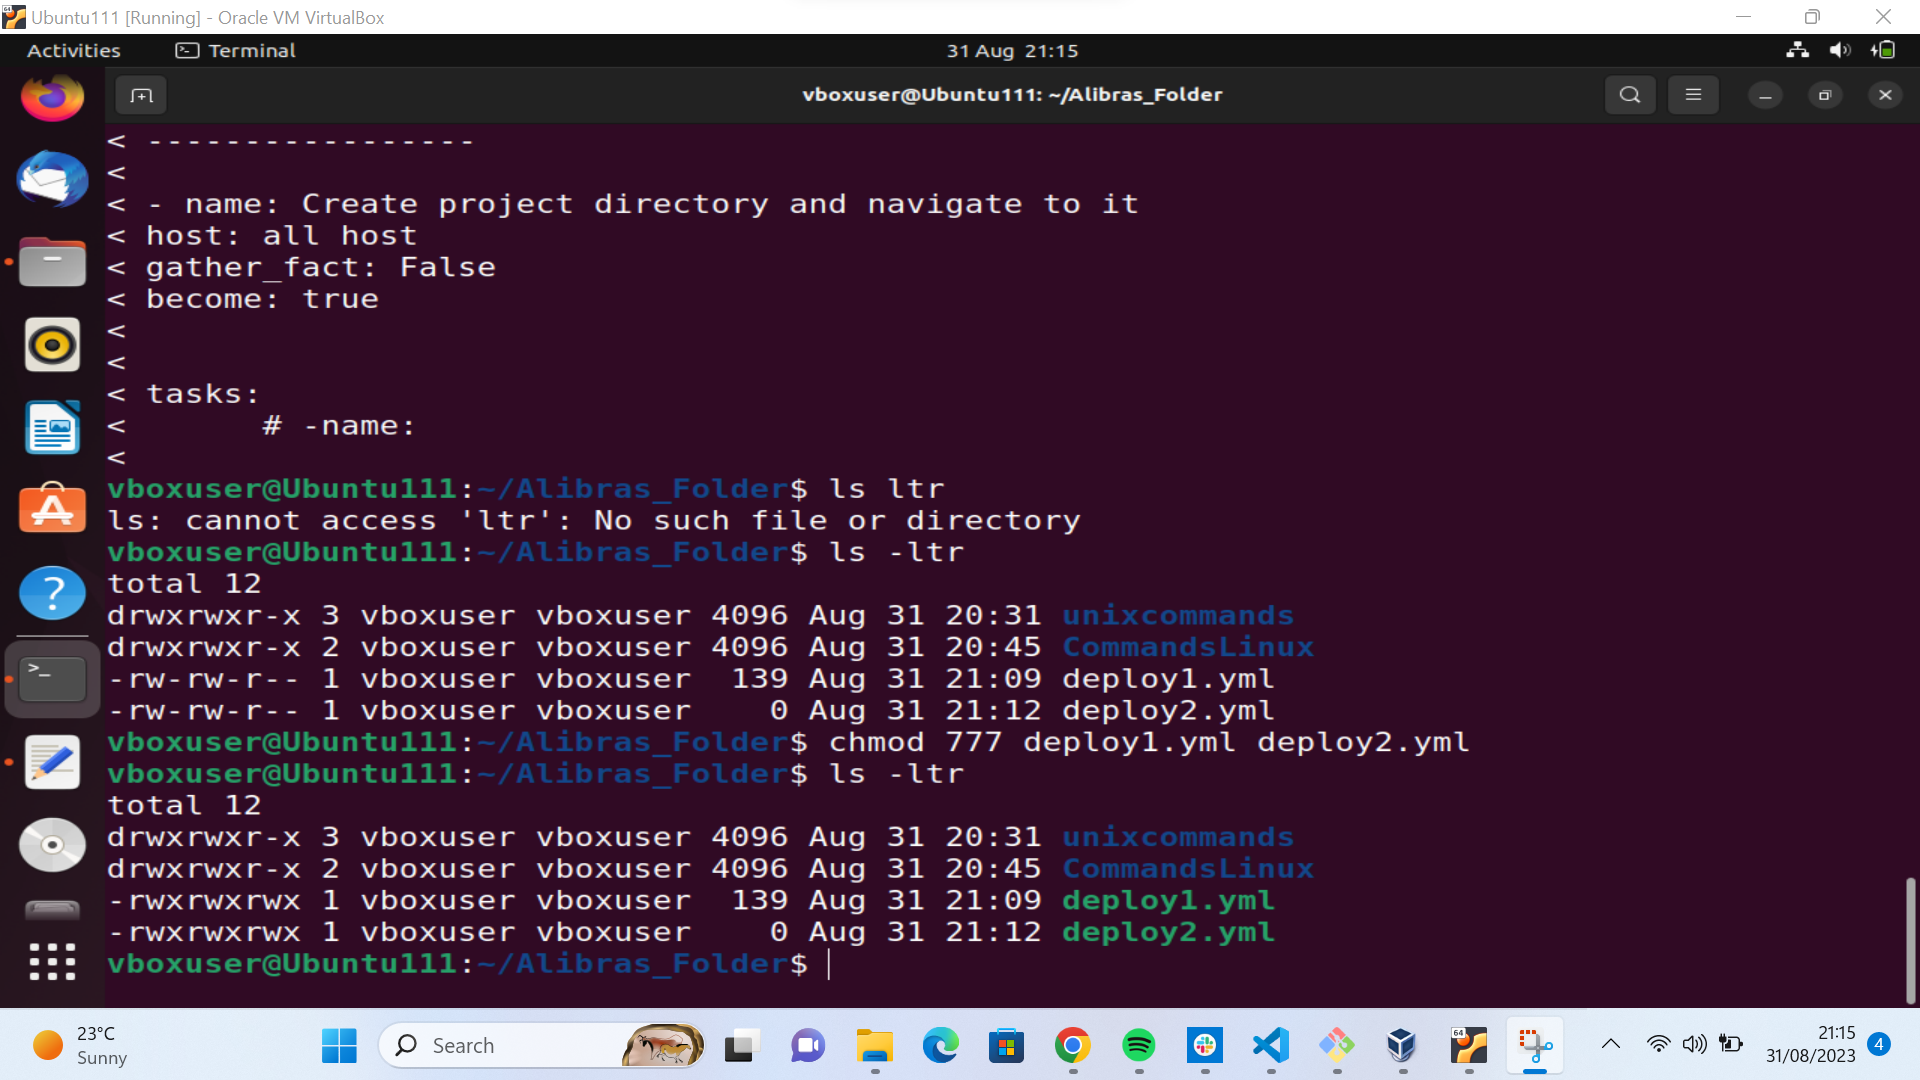 Ubuntu111 [Running] - Oracle VM VirtualBox
Activities Terminal 31 Aug 21:15
vboxuser@Ubuntu111: ~/Alibras_Folder
< -----------------
<
< - name: Create project directory and navigate to it
< host: all host
< gather_fact: False
< become: true
<
<
< tasks:
<       # -name:
<
vboxuser@Ubuntu111:~/Alibras_Folder$ ls ltr
ls: cannot access 'ltr': No such file or directory
vboxuser@Ubuntu111:~/Alibras_Folder$ ls -ltr
total 12
drwxrwxr-x 3 vboxuser vboxuser 4096 Aug 31 20:31 unixcommands
drwxrwxr-x 2 vboxuser vboxuser 4096 Aug 31 20:45 CommandsLinux
-rw-rw-r-- 1 vboxuser vboxuser  139 Aug 31 21:09 deploy1.yml
-rw-rw-r-- 1 vboxuser vboxuser    0 Aug 31 21:12 deploy2.yml
vboxuser@Ubuntu111:~/Alibras_Folder$ chmod 777 deploy1.yml deploy2.yml
vboxuser@Ubuntu111:~/Alibras_Folder$ ls -ltr
total 12
drwxrwxr-x 3 vboxuser vboxuser 4096 Aug 31 20:31 unixcommands
drwxrwxr-x 2 vboxuser vboxuser 4096 Aug 31 20:45 CommandsLinux
-rwxrwxrwx 1 vboxuser vboxuser  139 Aug 31 21:09 deploy1.yml
-rwxrwxrwx 1 vboxuser vboxuser    0 Aug 31 21:12 deploy2.yml
vboxuser@Ubuntu111:~/Alibras_Folder$
23°C
Sunny
Search
64
21:15
31/08/2023
4